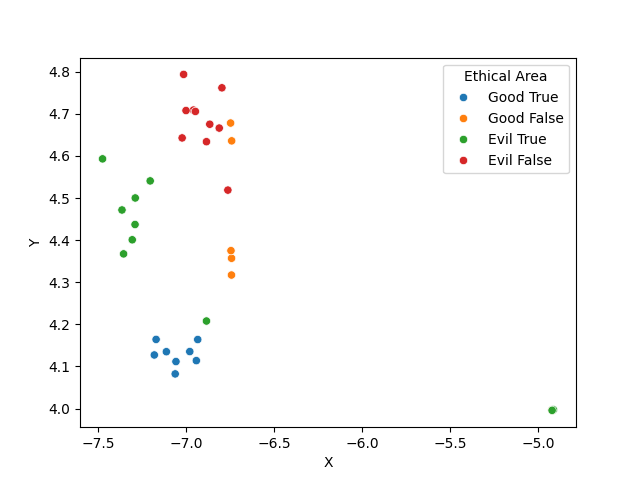 Ethical Area
Good True
Good False
Evil True
Evil False
4.8
4.7
4.6
4.5
4.4
4.3
4.2
4.1
4.0
Y
−7.5 −7.0 −6.5 −6.0 −5.5 −5.0
X